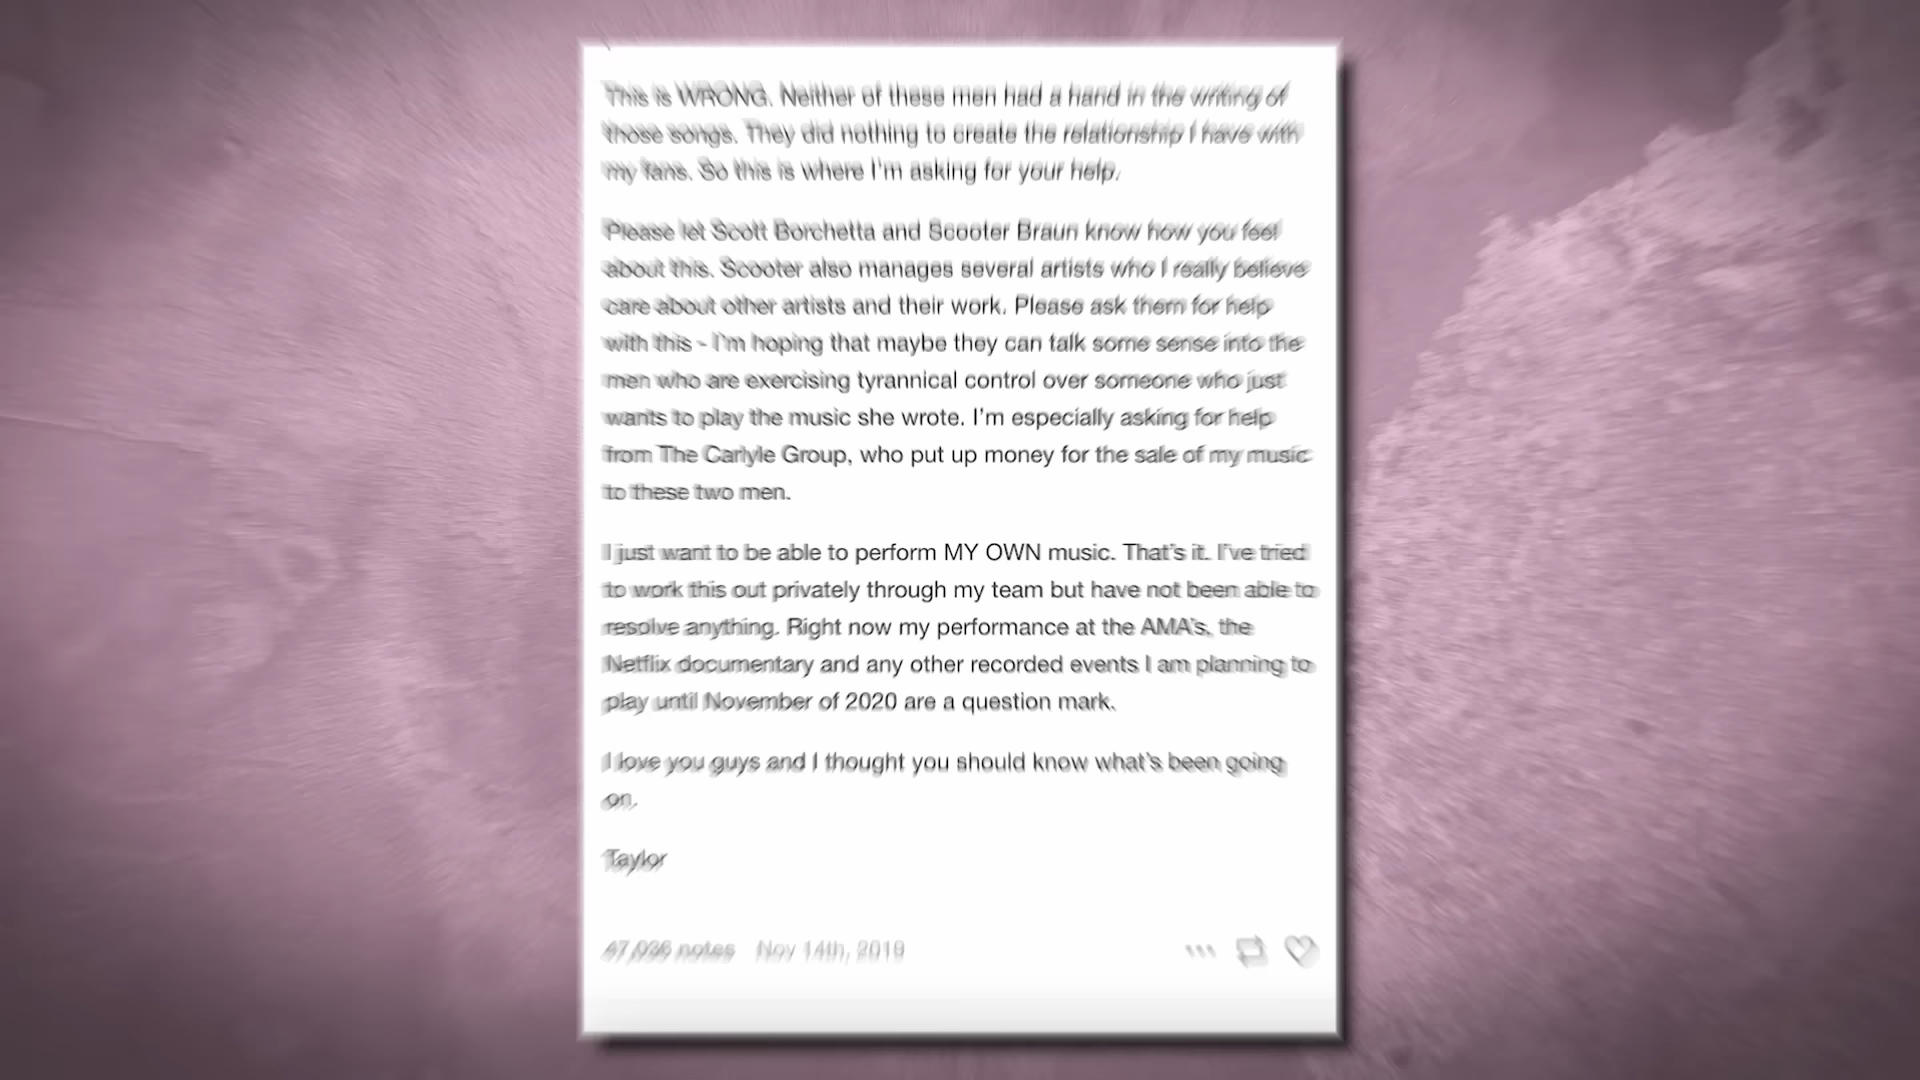 This is WRONG. Neither of these men had a hand in the writing of
those songs. They did nothing to create the relationship I have with
my fans. So this is where I'm asking for your help.
Please let Scott Borchetta and Scooter Braun know how you feel
about this. Scooter also manages several artists who I really believe
care about other artists and their work. Please ask them for help
with this - I'm hoping that maybe they can talk some sense into the
men who are exercising tyrannical control over someone who just
wants to play the music she wrote. I'm especially asking for help
from The Carlyle Group, who put up money for the sale of my music
to these two men.
I just want to be able to perform MY OWN music. That's it. I've tried
to work this out privately through my team but have not been able to
resolve anything. Right now my performance at the AMA's, the
Netflix documentary and any other recorded events I am planning to
play until November of 2020 are a question mark.
I love you guys and I thought you should know what's been going
on.
Taylor
notes Nov 14th, 2019